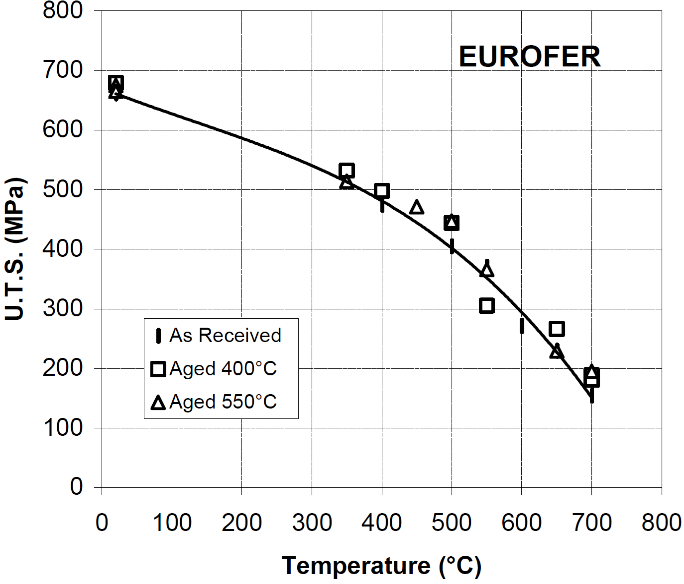 800
700
600
500
400
300
200
100
0
U.T.S. (MPa)
EUROFER
As Received
Aged 400°C
Aged 550°C
0 100 200 300 400 500 600 700 800
Temperature (°C)